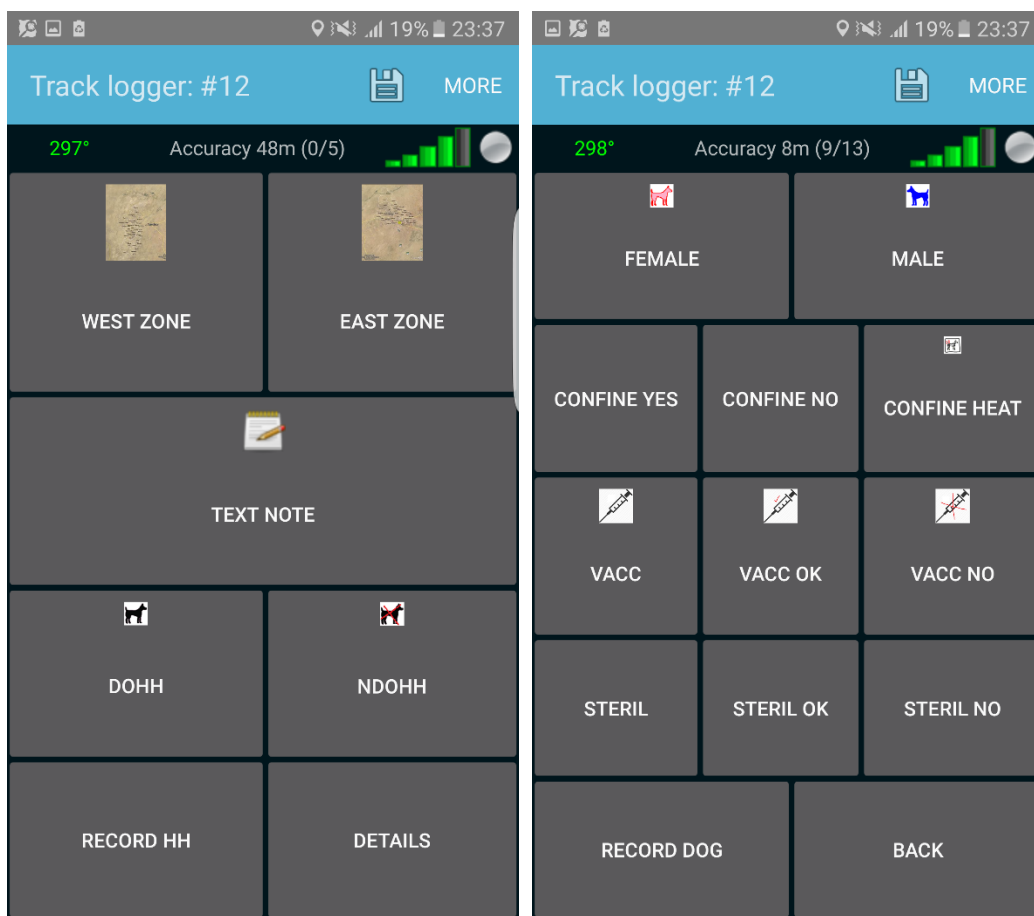 19% 23:37
Track logger: #12
MORE
297°
Accuracy 48m (0/5)
WEST ZONE
EAST ZONE
TEXT NOTE
DOHH
NDOHH
RECORD HH
DETAILS
19% 23:37
Track logger: #12
MORE
298°
Accuracy 8m (9/13)
FEMALE
MALE
CONFINE YES
CONFINE NO
CONFINE HEAT
VACC
VACC OK
VACC NO
STERIL
STERIL OK
STERIL NO
RECORD DOG
BACK